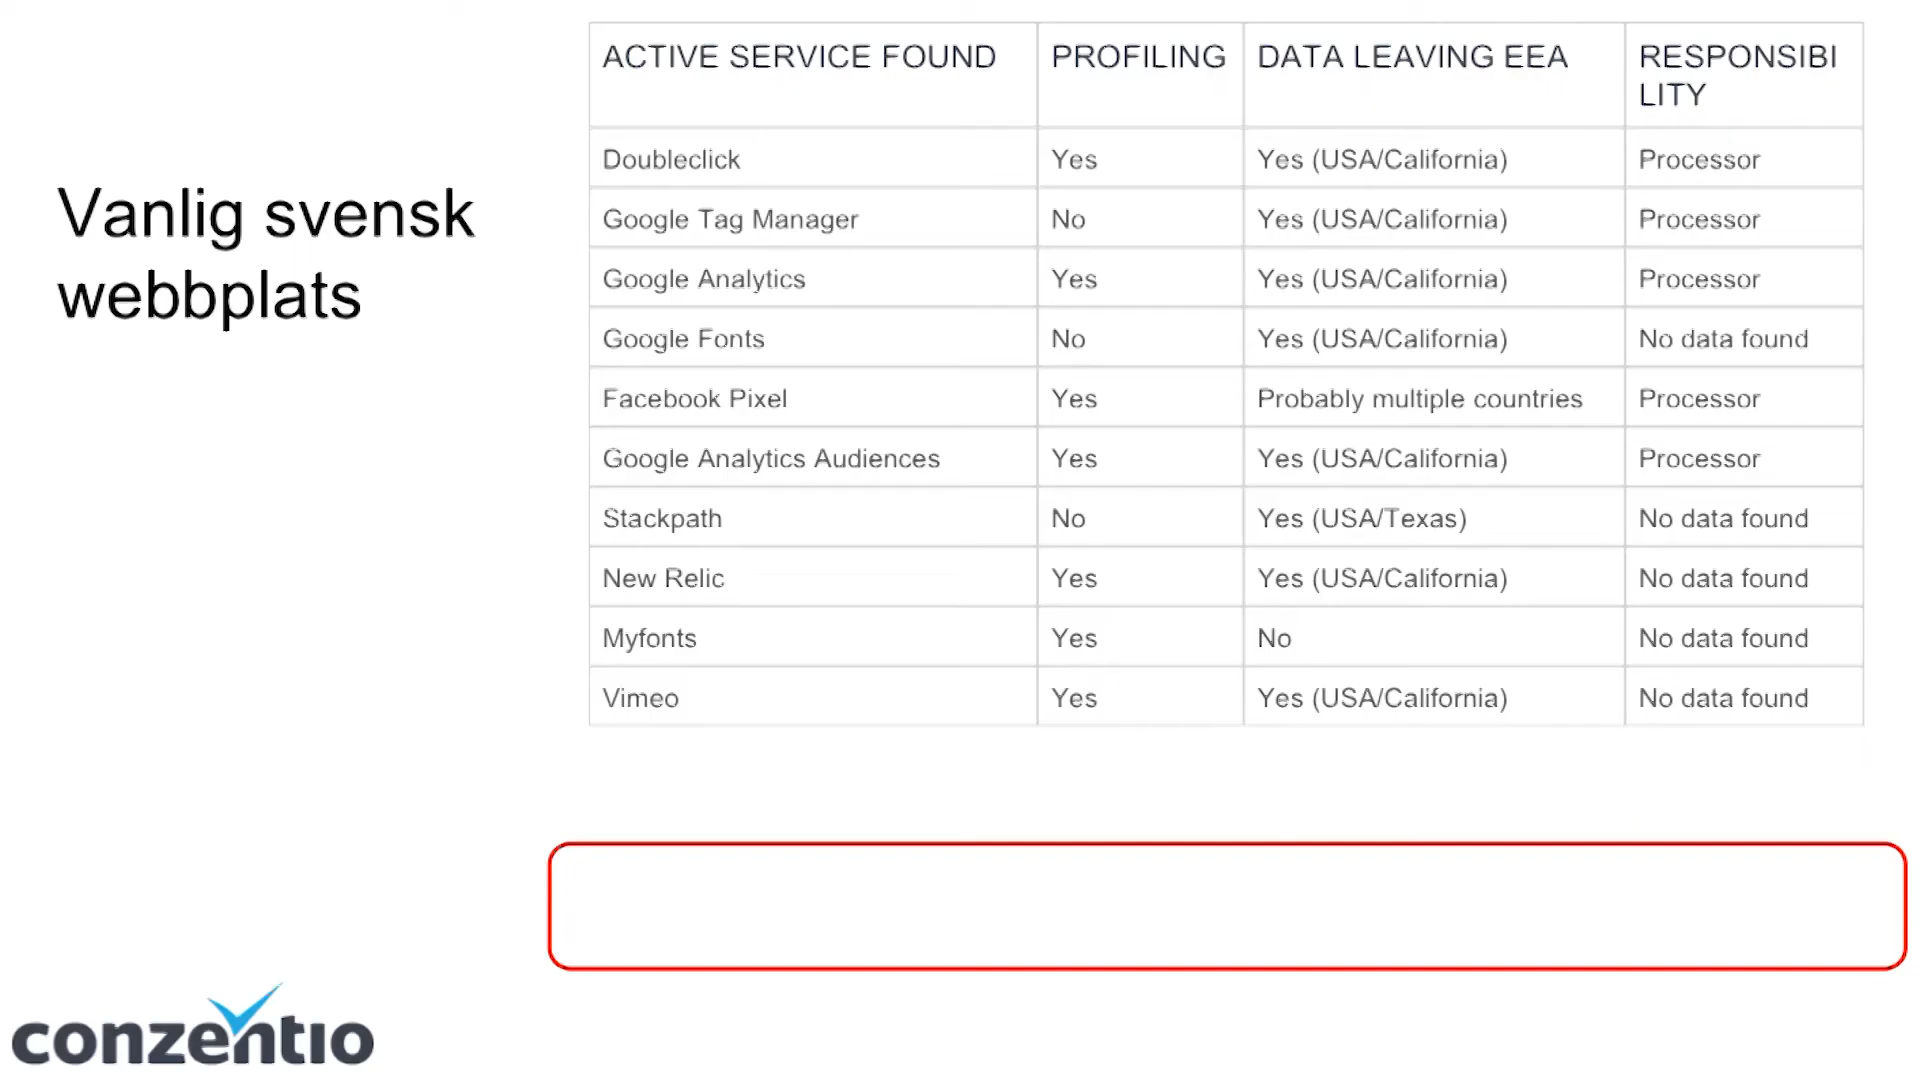 Vanlig svensk
webbplats
ACTIVE SERVICE FOUND PROFILING DATA LEAVING EEA RESPONSIBI
LITY
Doubleclick Yes Yes (USA/California) Processor
Google Tag Manager No Yes (USA/California) Processor
Google Analytics Yes Yes (USA/California) Processor
Google Fonts No Yes (USA/California) No data found
Facebook Pixel Yes Probably multiple countries Processor
Google Analytics Audiences Yes Yes (USA/California) Processor
Stackpath No Yes (USA/Texas) No data found
New Relic Yes Yes (USA/California) No data found
Myfonts Yes No No data found
Vimeo Yes Yes (USA/California) No data found
conzentio